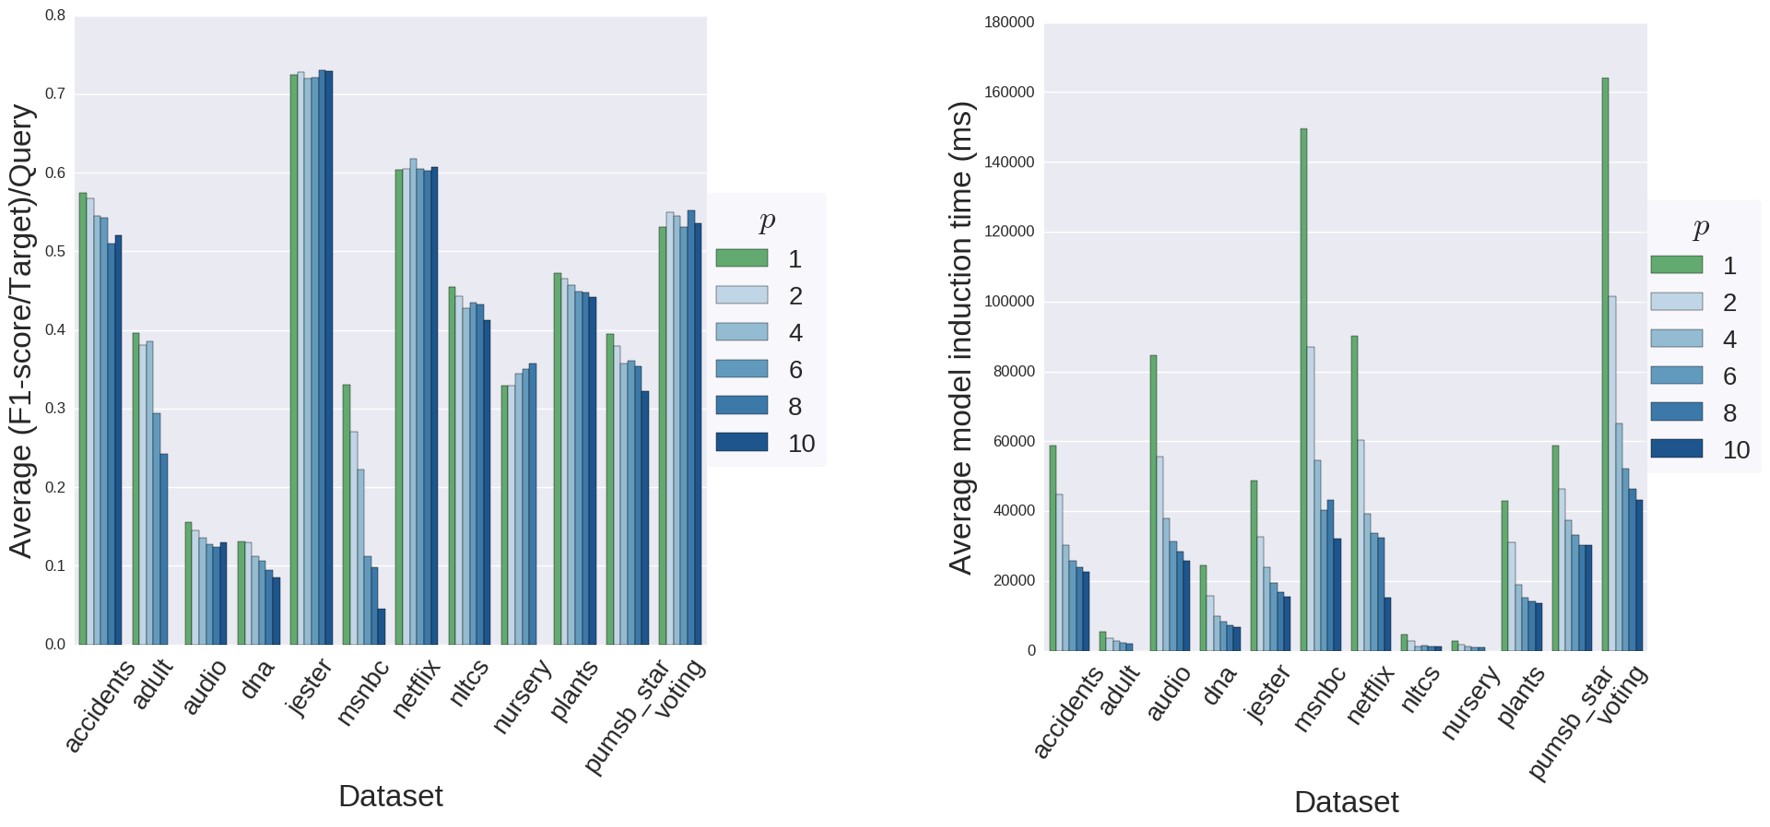 Average (F1-score/Target)/Query
0.8
0.7
0.6
0.5
0.4
0.3
0.2
0.1
0.0
accidents
adult
audio
dna
jester
msnbc
netflix
nltcs
nursery
plants
pumsb_star
voting
Dataset
p
1
2
4
6
8
10
Average model induction time (ms)
180000
160000
140000
120000
100000
80000
60000
40000
20000
0
accidents
adult
audio
dna
jester
msnbc
netflix
nltcs
nursery
plants
pumsb_star
voting
Dataset
p
1
2
4
6
8
10